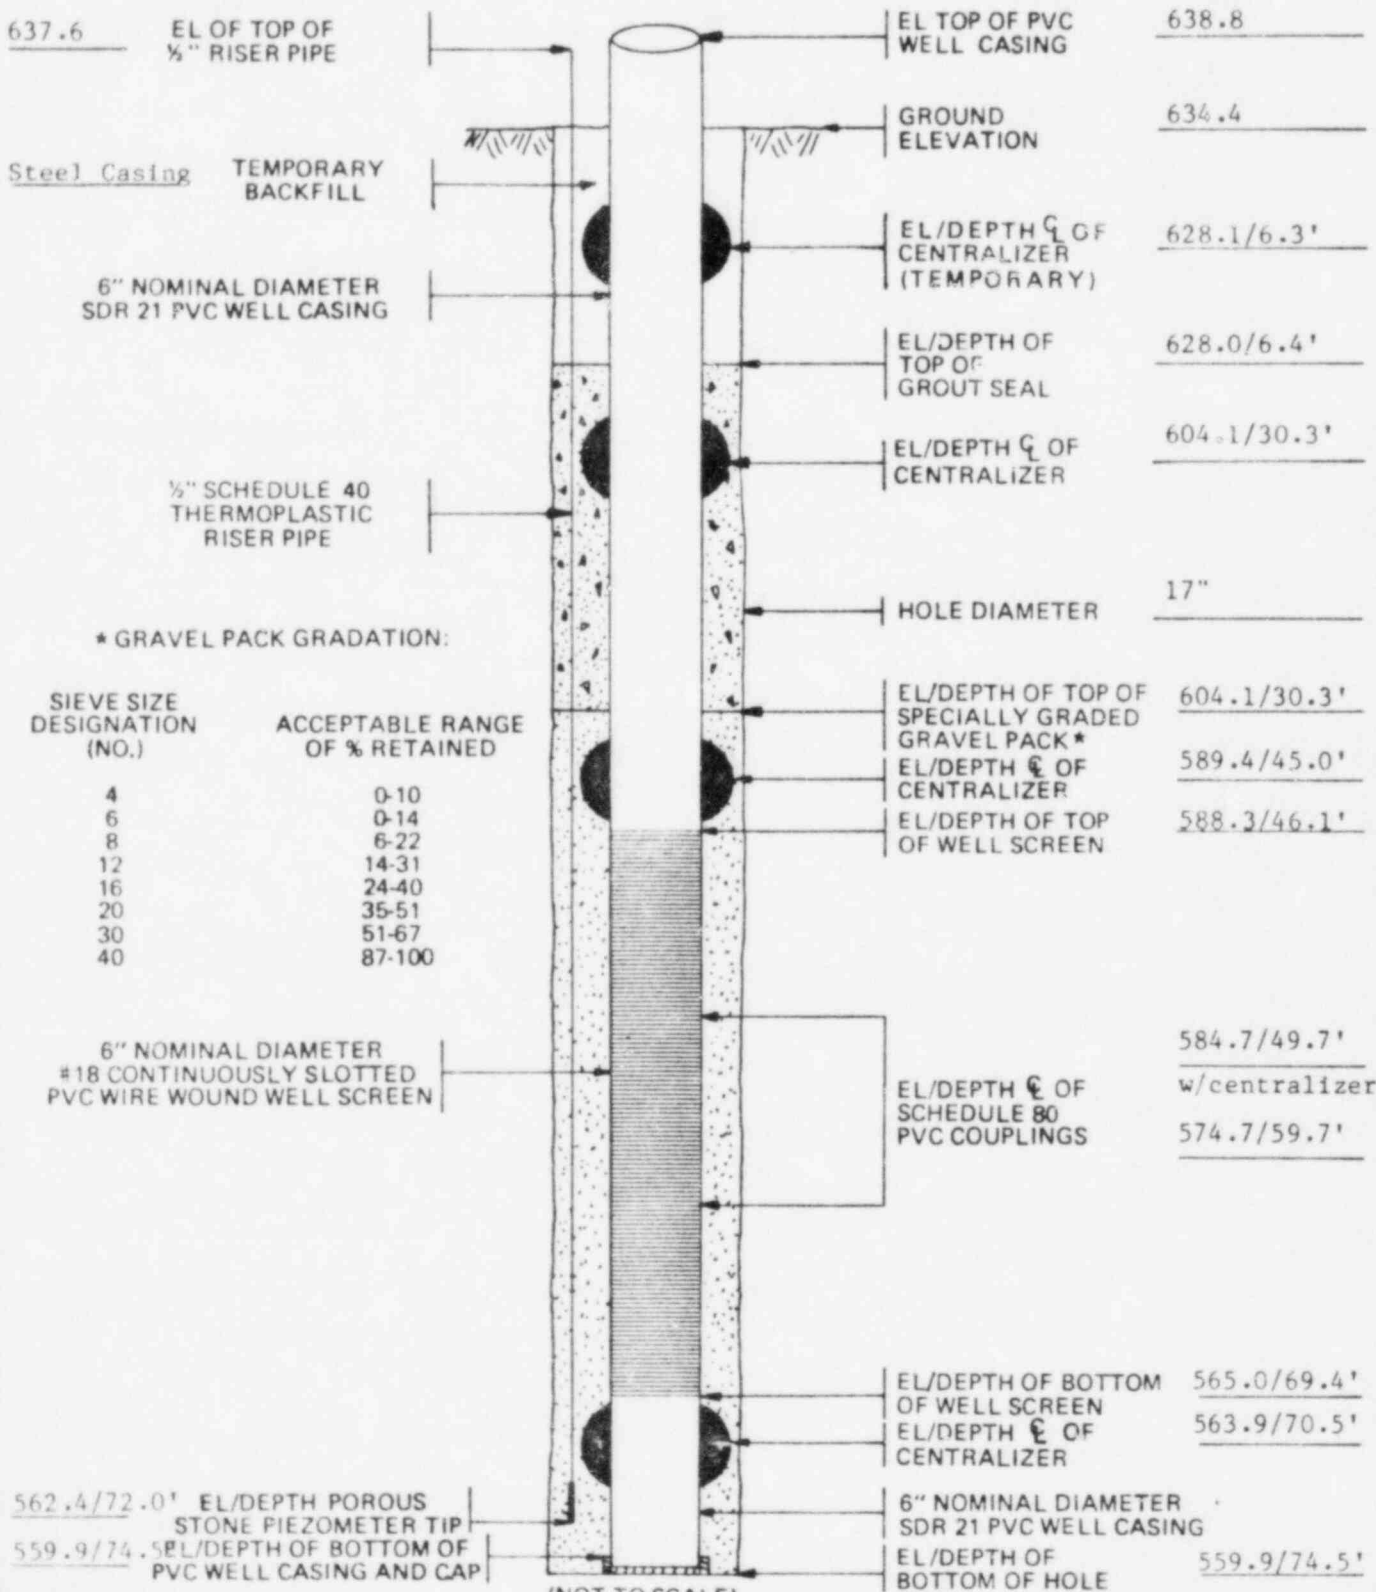 637.6 EL OF TOP OF
½" RISER PIPE
EL TOP OF PVC 638.8
WELL CASING
GROUND 634.4
ELEVATION
Steel Casing TEMPORARY
BACKFILL
EL/DEPTH ℄ OF 628.1/6.3'
CENTRALIZER
(TEMPORARY)
6" NOMINAL DIAMETER
SDR 21 PVC WELL CASING
EL/DEPTH OF 628.0/6.4'
TOP OF
GROUT SEAL
EL/DEPTH ℄ OF 604.1/30.3'
CENTRALIZER
½" SCHEDULE 40
THERMOPLASTIC
RISER PIPE
HOLE DIAMETER 17"
* GRAVEL PACK GRADATION:
SIEVE SIZE
DESIGNATION
(NO.)
ACCEPTABLE RANGE
OF % RETAINED
4 0-10
6 0-14
8 6-22
12 14-31
16 24-40
20 35-51
30 51-67
40 87-100
EL/DEPTH OF TOP OF 604.1/30.3'
SPECIALLY GRADED
GRAVEL PACK*
EL/DEPTH ℄ OF 589.4/45.0'
CENTRALIZER
EL/DEPTH OF TOP 588.3/46.1'
OF WELL SCREEN
6" NOMINAL DIAMETER
#18 CONTINUOUSLY SLOTTED
PVC WIRE WOUND WELL SCREEN
EL/DEPTH ℄ OF
SCHEDULE 80
PVC COUPLINGS
584.7/49.7'
w/centralizer
574.7/59.7'
EL/DEPTH OF BOTTOM 565.0/69.4'
OF WELL SCREEN
EL/DEPTH ℄ OF 563.9/70.5'
CENTRALIZER
562.4/72.0' EL/DEPTH POROUS
STONE PIEZOMETER TIP
6" NOMINAL DIAMETER
SDR 21 PVC WELL CASING
559.9/74.5' EL/DEPTH OF BOTTOM OF
PVC WELL CASING AND CAP
EL/DEPTH OF 559.9/74.5'
BOTTOM OF HOLE
(NOT TO SCALE)